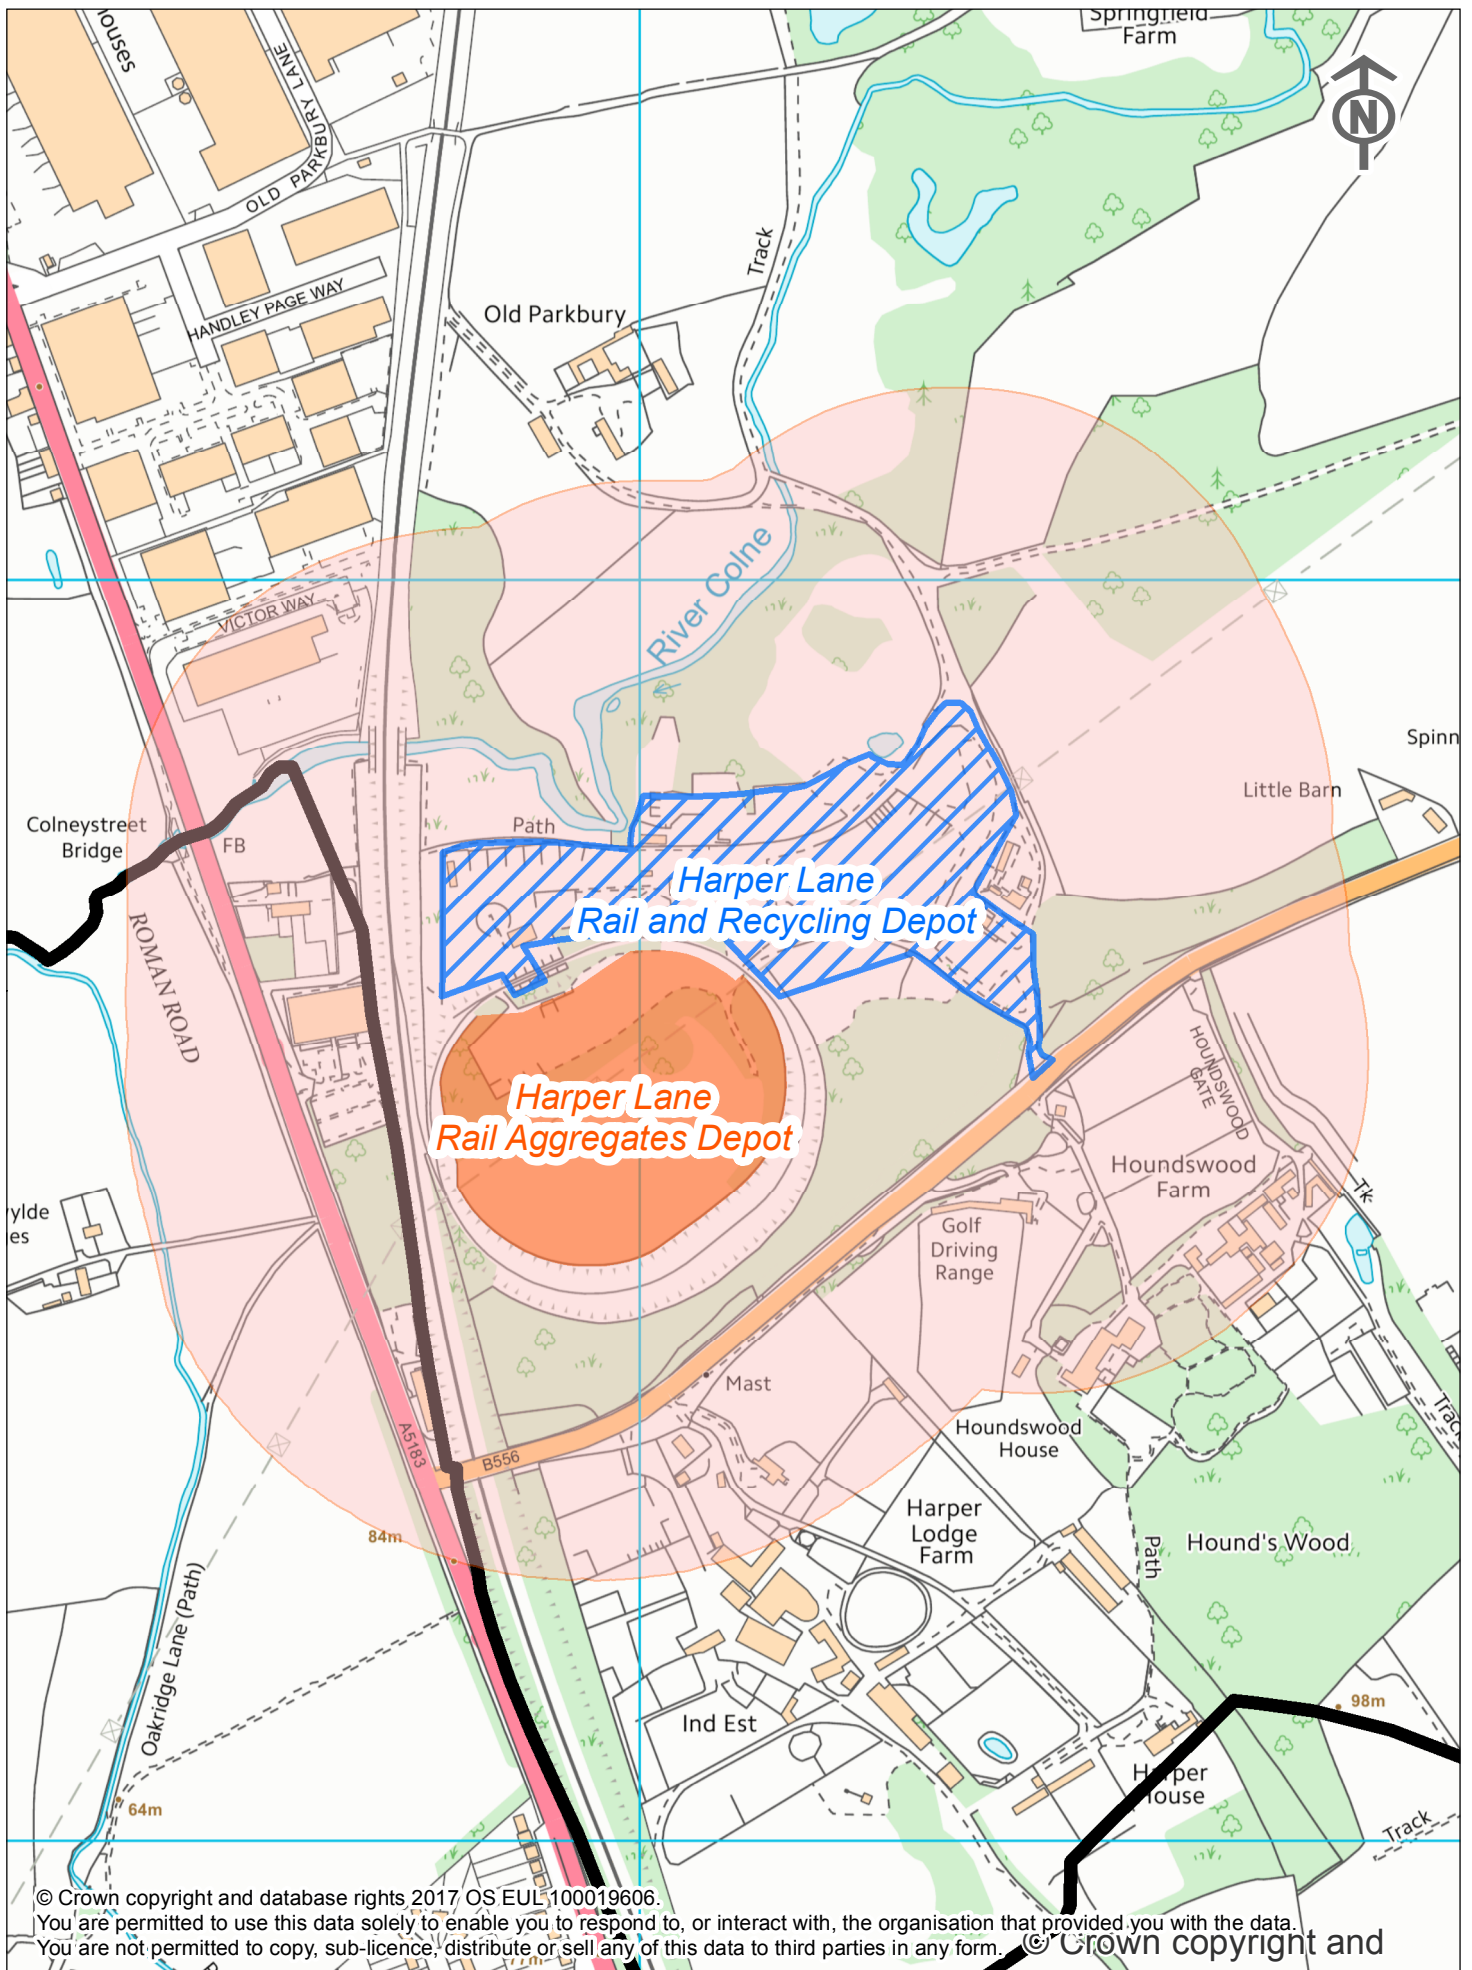 Springfield
Farm
N
OLD PARKBURY LANE
HANDLEY PAGE WAY
Track
Old Parkbury
River Colne
VICTOR WAY
Spinn
Little Barn
Colneystreet
Bridge
FB
Path
Harper Lane
Rail and Recycling Depot
ROMAN ROAD
Harper Lane
Rail Aggregates Depot
HOUNDSWOOD
GATE
Houndswood
Farm
Tk
Golf
Driving
Range
Mast
Track
Houndswood
House
A5183
B556
84m
Harper
Lodge
Farm
Path
Hound's Wood
Oakridge Lane (Path)
Ind Est
98m
Harper
House
64m
Track
© Crown copyright and database rights 2017 OS EUL 100019606.
You are permitted to use this data solely to enable you to respond to, or interact with, the organisation that provided you with the data.
You are not permitted to copy, sub-licence, distribute or sell any of this data to third parties in any form.
© Crown copyright and